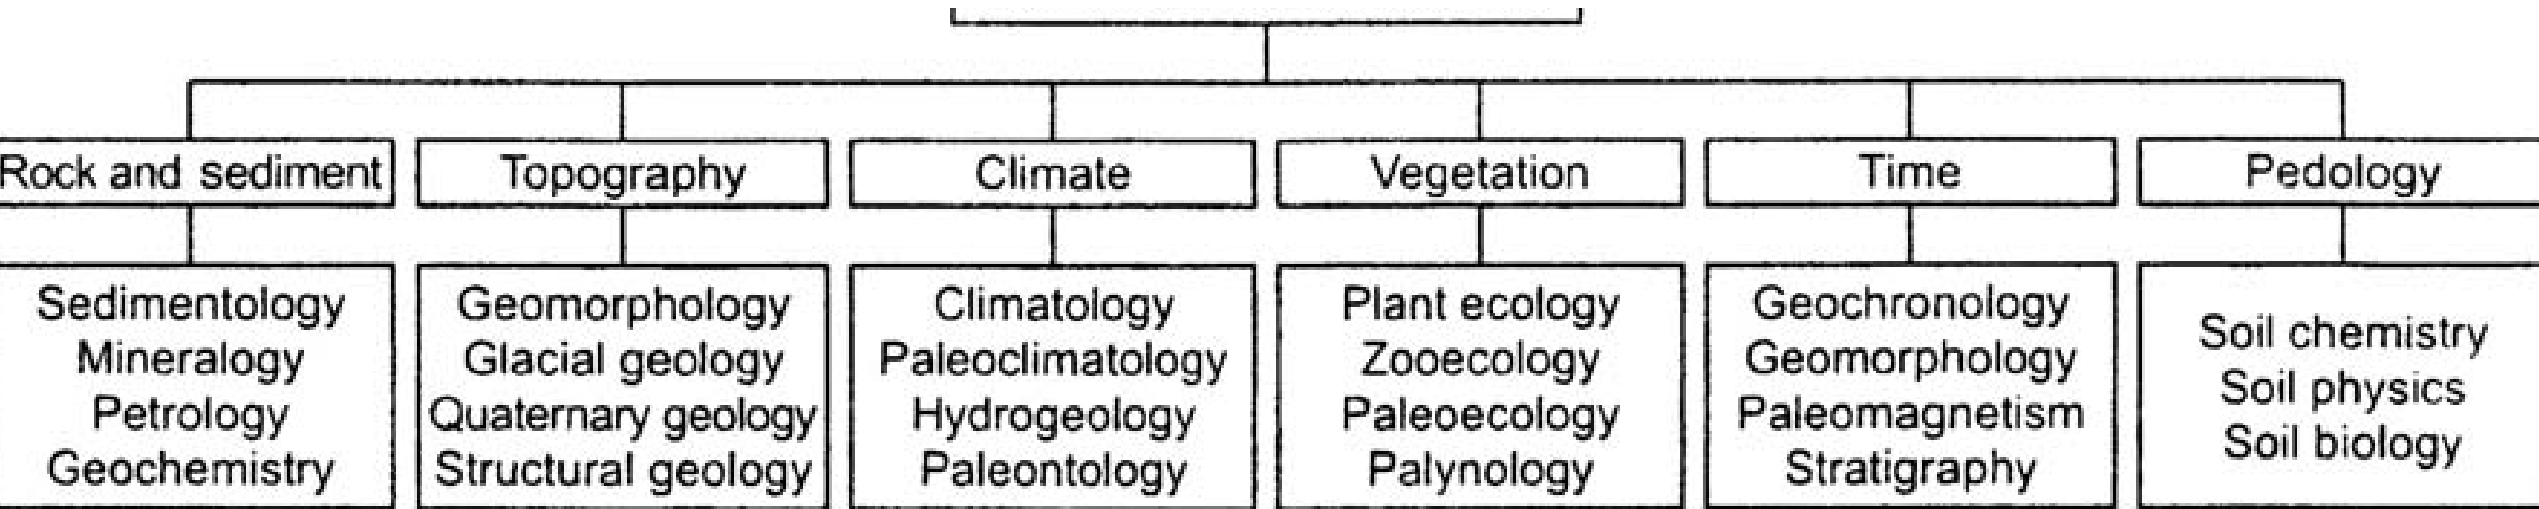 Rock and sediment
Topography
Climate
Vegetation
Time
Pedology
Sedimentology
Mineralogy
Petrology
Geochemistry
Geomorphology
Glacial geology
Quaternary geology
Structural geology
Climatology
Paleoclimatology
Hydrogeology
Paleontology
Plant ecology
Zooecology
Paleoecology
Palynology
Geochronology
Geomorphology
Paleomagnetism
Stratigraphy
Soil chemistry
Soil physics
Soil biology